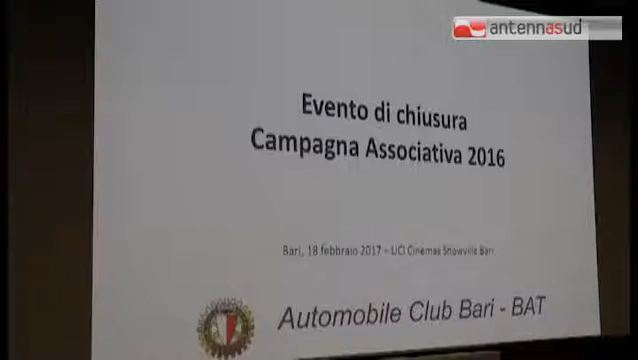 antennasud
Evento di chiusura
Campagna Associativa 2016
Bari, 18 febbraio 2017 – UCI Cinemas Showville Bari
Automobile Club Bari - BAT